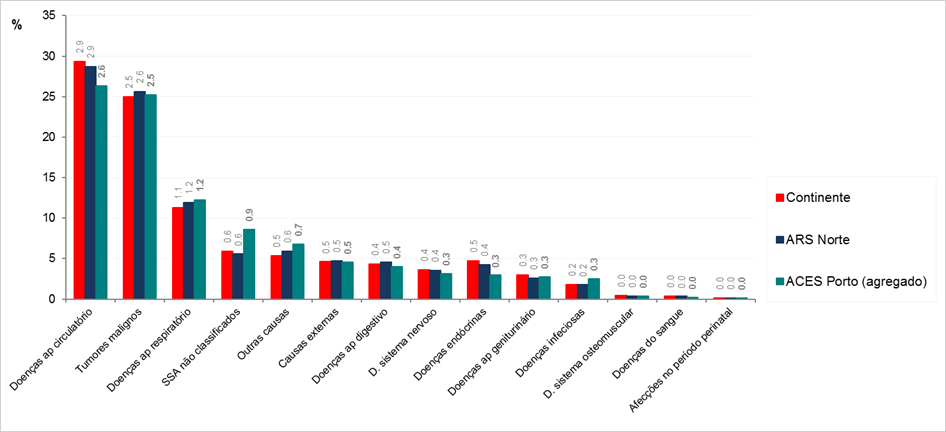 %
35
30
25
20
15
10
5
0
2.9 2.9 2.6
2.5 2.6 2.5
1.1 1.2 1.2
0.6 0.6 0.9
0.5 0.6 0.7
0.5 0.5 0.5
0.4 0.5 0.4
0.4 0.4 0.3
0.5 0.4 0.3
0.3 0.3 0.3
0.2 0.2 0.3
0.0 0.0 0.0
0.0 0.0 0.0
0.0 0.0 0.0
Doenças ap circulatório
Tumores malignos
Doenças ap respiratório
SSA não classificados
Outras causas
Causas externas
Doenças ap digestivo
D. sistema nervoso
Doenças endócrinas
Doenças ap geniturinário
Doenças infeciosas
D. sistema osteomuscular
Doenças do sangue
Afecções no período perinatal
Continente
ARS Norte
ACES Porto (agregado)